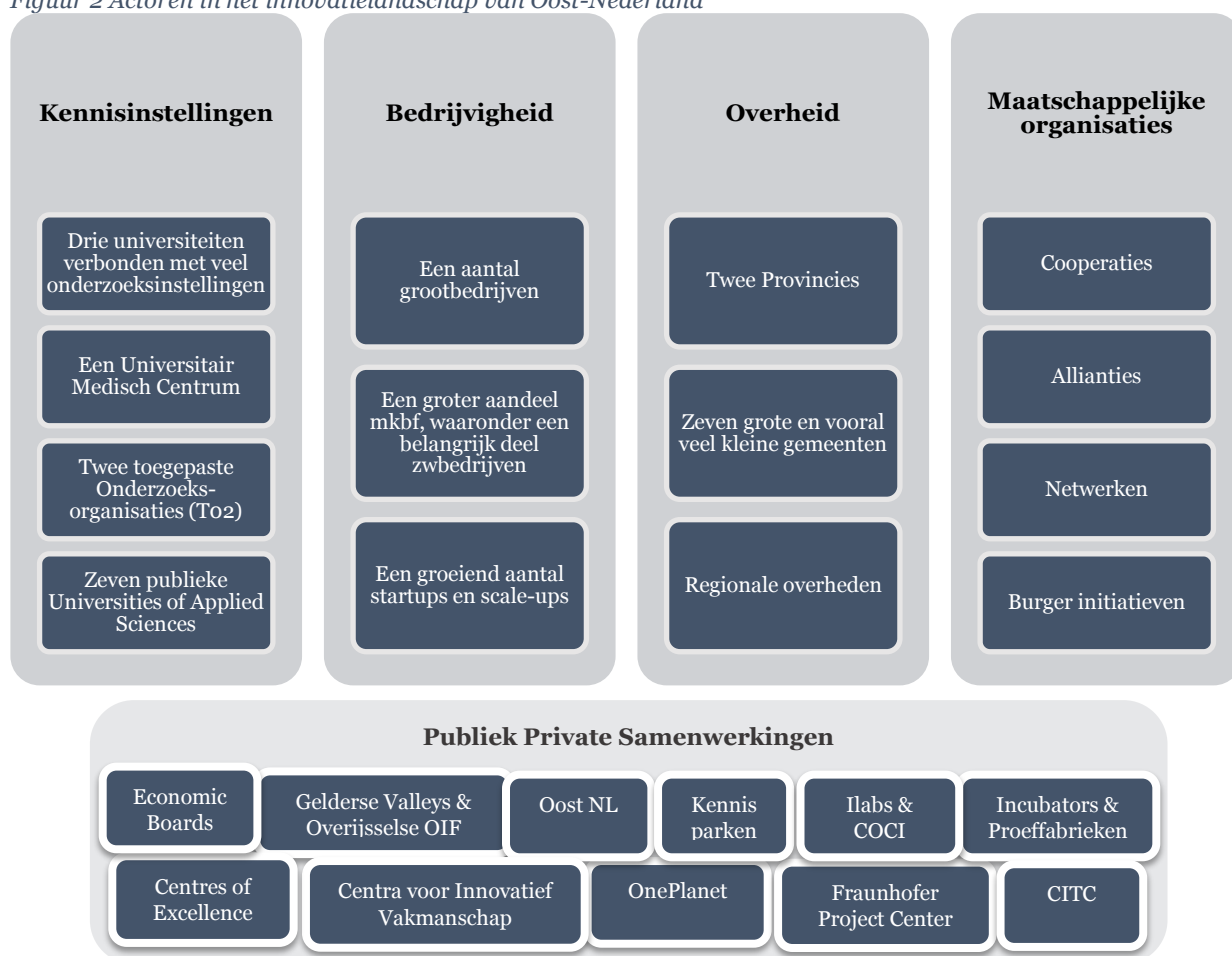 Figuur 2 Actoren in het innovatielandschap van Oost-Nederland
Kennisinstellingen
Drie universiteiten
verbonden met veel
onderzoeksinstellingen
Een Universitair
Medisch Centrum
Twee toegepaste
Onderzoeks-
organisaties (To2)
Zeven publieke
Universities of Applied
Sciences
Bedrijvigheid
Een aantal
grootbedrijven
Een groter aandeel
mkbf, waaronder een
belangrijk deel
zwbedrijven
Een groeiend aantal
startups en scale-ups
Overheid
Twee Provincies
Zeven grote en vooral
veel kleine gemeenten
Regionale overheden
Maatschappelijke
organisaties
Cooperaties
Allianties
Netwerken
Burger initiatieven
Publiek Private Samenwerkingen
Economic
Boards
Gelderse Valleys &
Overijsselse OIF
Oost NL
Kennis
parken
Ilabs &
COCI
Incubators &
Proeffabrieken
Centres of
Excellence
Centra voor Innovatief
Vakmanschap
OnePlanet
Fraunhofer
Project Center
CITC